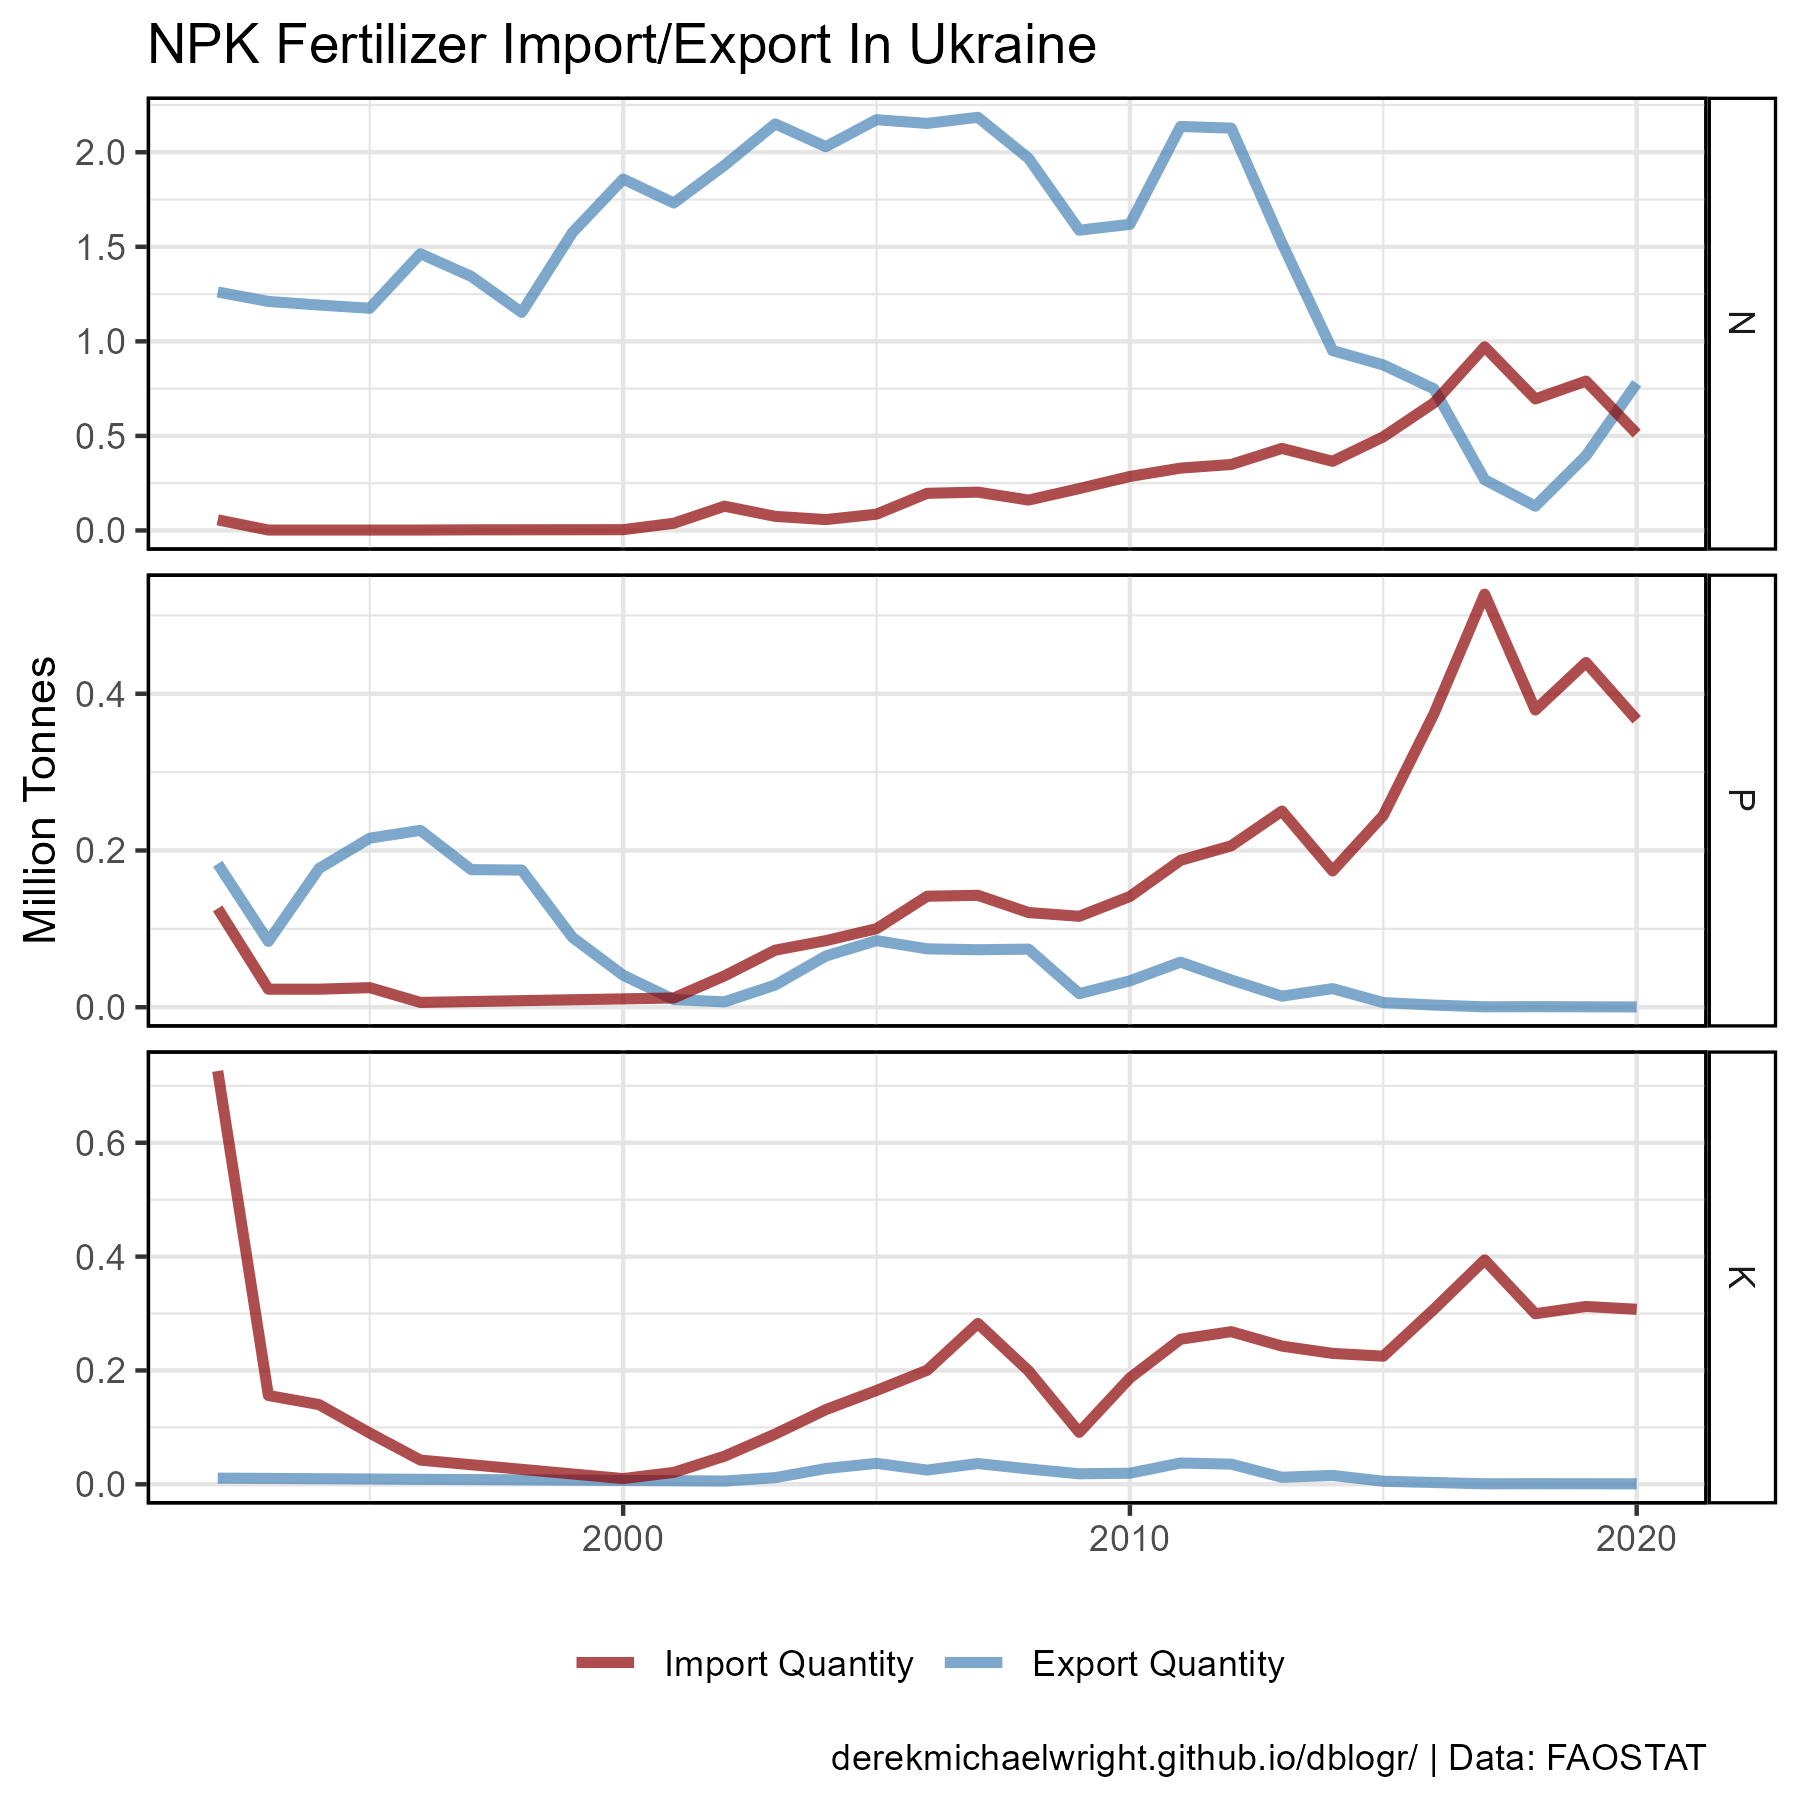 NPK Fertilizer Import/Export In Ukraine
Million Tonnes
2.0
1.5
1.0
0.5
0.0
N
0.4
0.2
0.0
P
0.6
0.4
0.2
0.0
K
2000 2010 2020
Import Quantity Export Quantity
derekmichaelwright.github.io/dblogr/ | Data: FAOSTAT